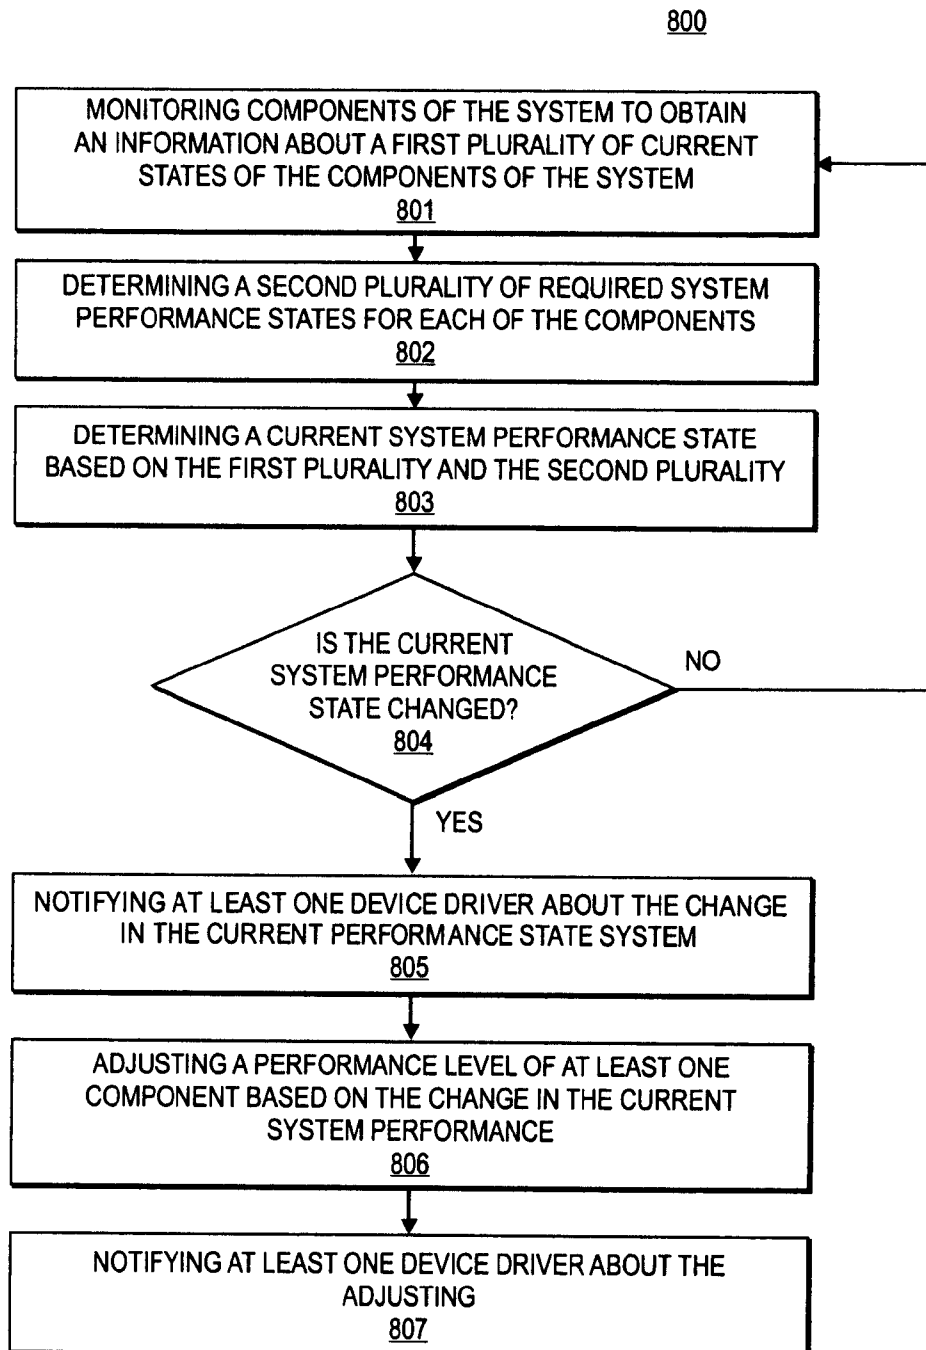 800
MONITORING COMPONENTS OF THE SYSTEM TO OBTAIN
AN INFORMATION ABOUT A FIRST PLURALITY OF CURRENT
STATES OF THE COMPONENTS OF THE SYSTEM
801
DETERMINING A SECOND PLURALITY OF REQUIRED SYSTEM
PERFORMANCE STATES FOR EACH OF THE COMPONENTS
802
DETERMINING A CURRENT SYSTEM PERFORMANCE STATE
BASED ON THE FIRST PLURALITY AND THE SECOND PLURALITY
803
IS THE CURRENT
SYSTEM PERFORMANCE
STATE CHANGED?
804
NO
YES
NOTIFYING AT LEAST ONE DEVICE DRIVER ABOUT THE CHANGE
IN THE CURRENT PERFORMANCE STATE SYSTEM
805
ADJUSTING A PERFORMANCE LEVEL OF AT LEAST ONE
COMPONENT BASED ON THE CHANGE IN THE CURRENT
SYSTEM PERFORMANCE
806
NOTIFYING AT LEAST ONE DEVICE DRIVER ABOUT THE
ADJUSTING
807